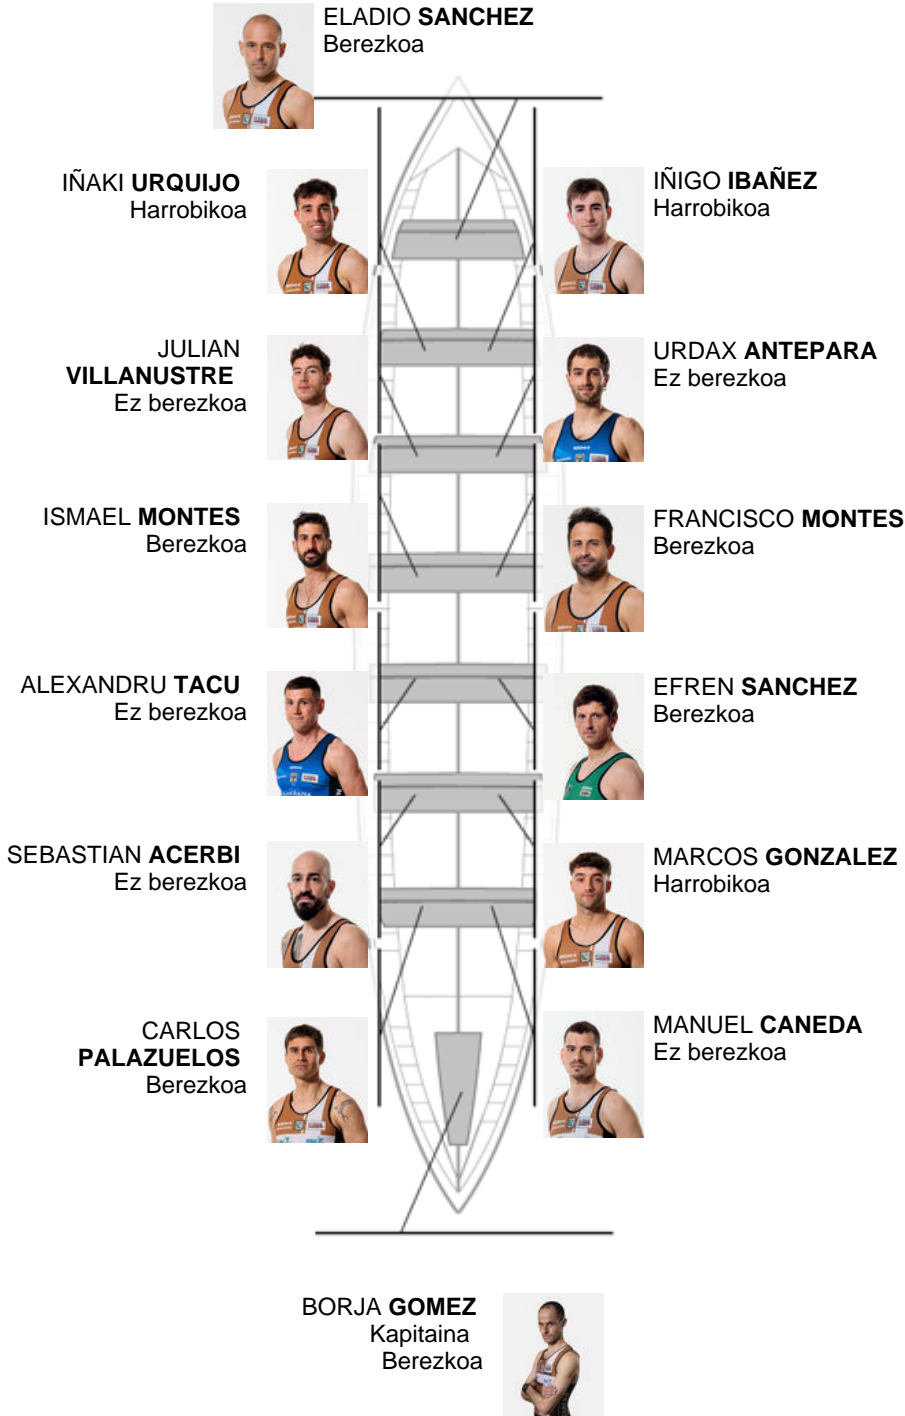 ELADIO SANCHEZ
Berezkoa
IÑAKI URQUIJO
Harrobikoa
IÑIGO IBAÑEZ
Harrobikoa
JULIAN
VILLANUSTRE
Ez berezkoa
URDAX ANTEPARA
Ez berezkoa
ISMAEL MONTES
Berezkoa
FRANCISCO MONTES
Berezkoa
ALEXANDRU TACU
Ez berezkoa
EFREN SANCHEZ
Berezkoa
SEBASTIAN ACERBI
Ez berezkoa
MARCOS GONZALEZ
Harrobikoa
CARLOS
PALAZUELOS
Berezkoa
MANUEL CANEDA
Ez berezkoa
BORJA GOMEZ
Kapitaina
Berezkoa